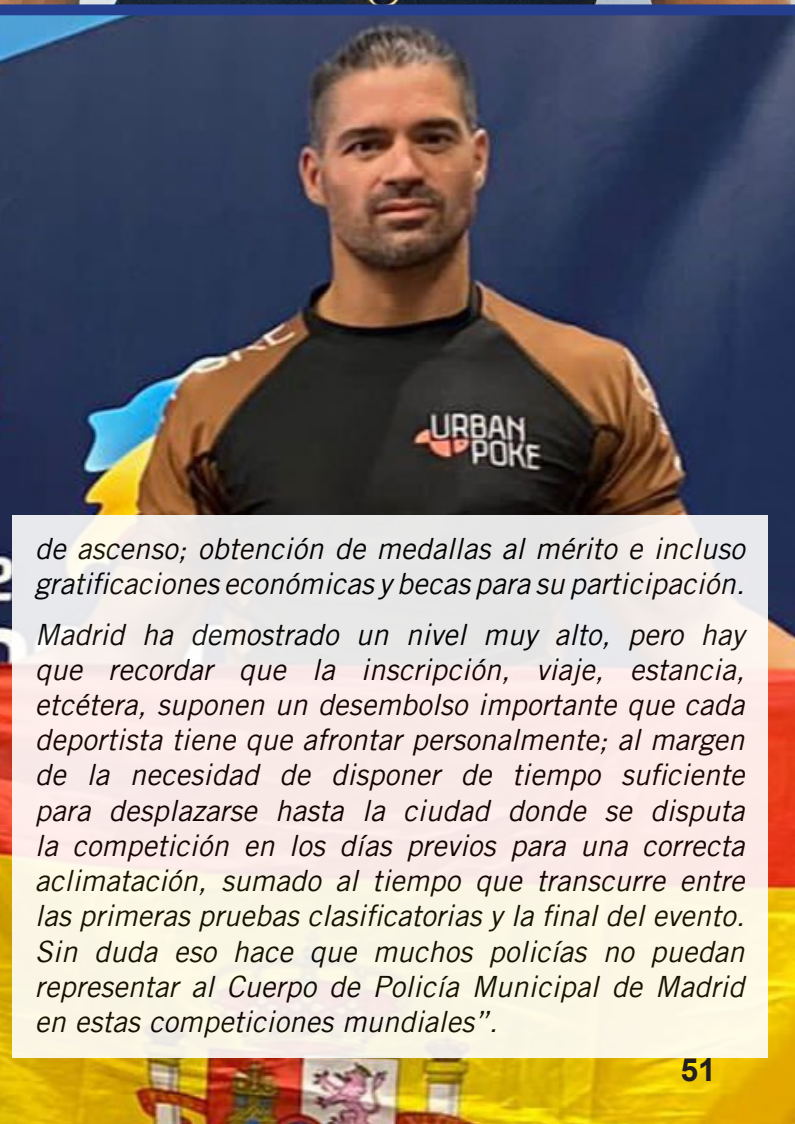 URBAN
POKE
de ascenso; obtención de medallas al mérito e incluso
gratificaciones económicas y becas para su participación.
Madrid ha demostrado un nivel muy alto, pero hay
que recordar que la inscripción, viaje, estancia,
etcétera, suponen un desembolso importante que cada
deportista tiene que afrontar personalmente; al margen
de la necesidad de disponer de tiempo suficiente
para desplazarse hasta la ciudad donde se disputa
la competición en los días previos para una correcta
aclimatación, sumado al tiempo que transcurre entre
las primeras pruebas clasificatorias y la final del evento.
Sin duda eso hace que muchos policías no puedan
representar al Cuerpo de Policía Municipal de Madrid
en estas competiciones mundiales”.
51